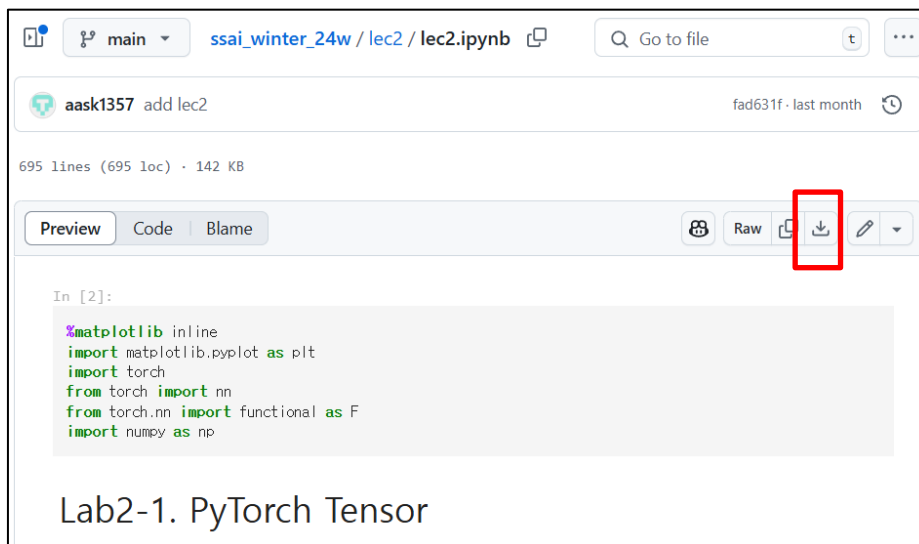 main ssai_winter_24w / lec2 / lec2.ipynb Go to file t ...
aask1357 add lec2 fad631f · last month
695 lines (695 loc) · 142 KB
Preview Code Blame Raw
In [2]:
%matplotlib inline
import matplotlib.pyplot as plt
import torch
from torch import nn
from torch.nn import functional as F
import numpy as np
Lab2-1. PyTorch Tensor